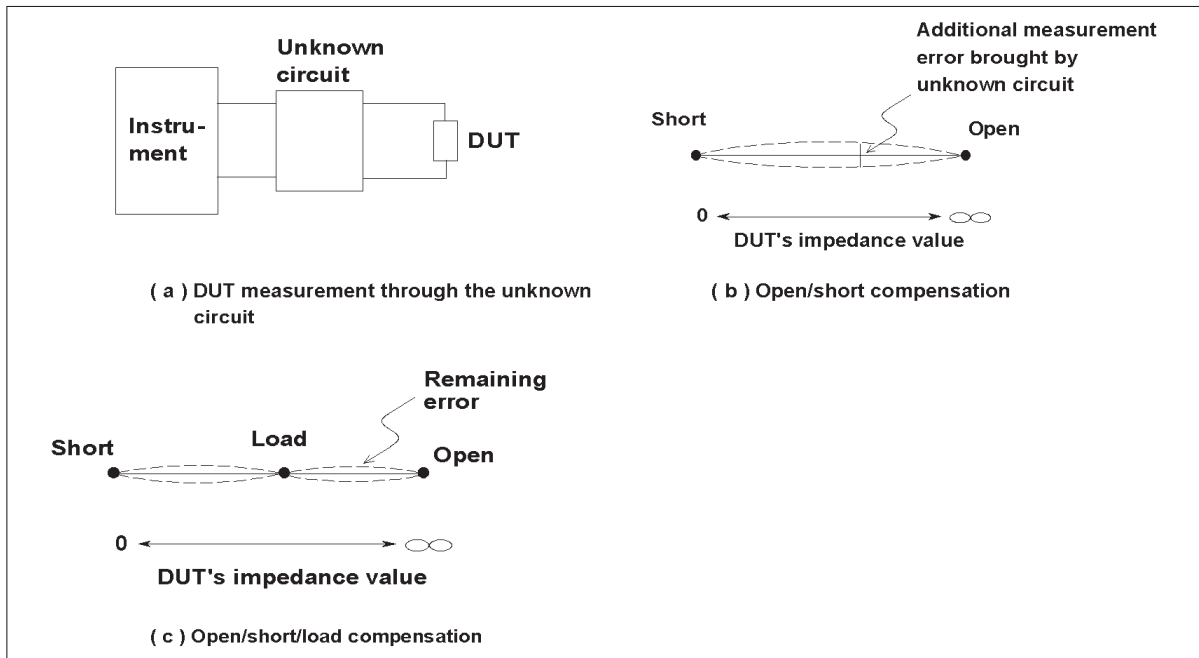 Unknown
circuit
Instru-
ment
DUT
( a ) DUT measurement through the unknown
circuit
Additional measurement
error brought by
unknown circuit
Short
Open
0
∞
DUT's impedance value
( b ) Open/short compensation
Remaining
error
Short
Load
Open
0
∞
DUT's impedance value
( c ) Open/short/load compensation